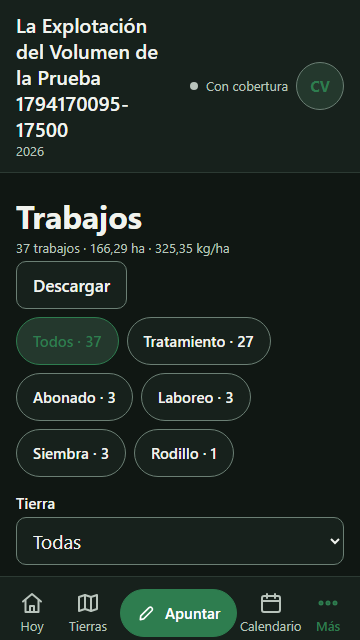 La Explotación
del Volumen de
la Prueba
1794170095-
17500
2026
Con cobertura
CV
Trabajos
37 trabajos · 166,29 ha · 325,35 kg/ha
Descargar
Todos · 37
Tratamiento · 27
Abonado · 3
Laboreo · 3
Siembra · 3
Rodillo · 1
Tierra
Todas
Hoy
Tierras
Apuntar
Calendario
Más